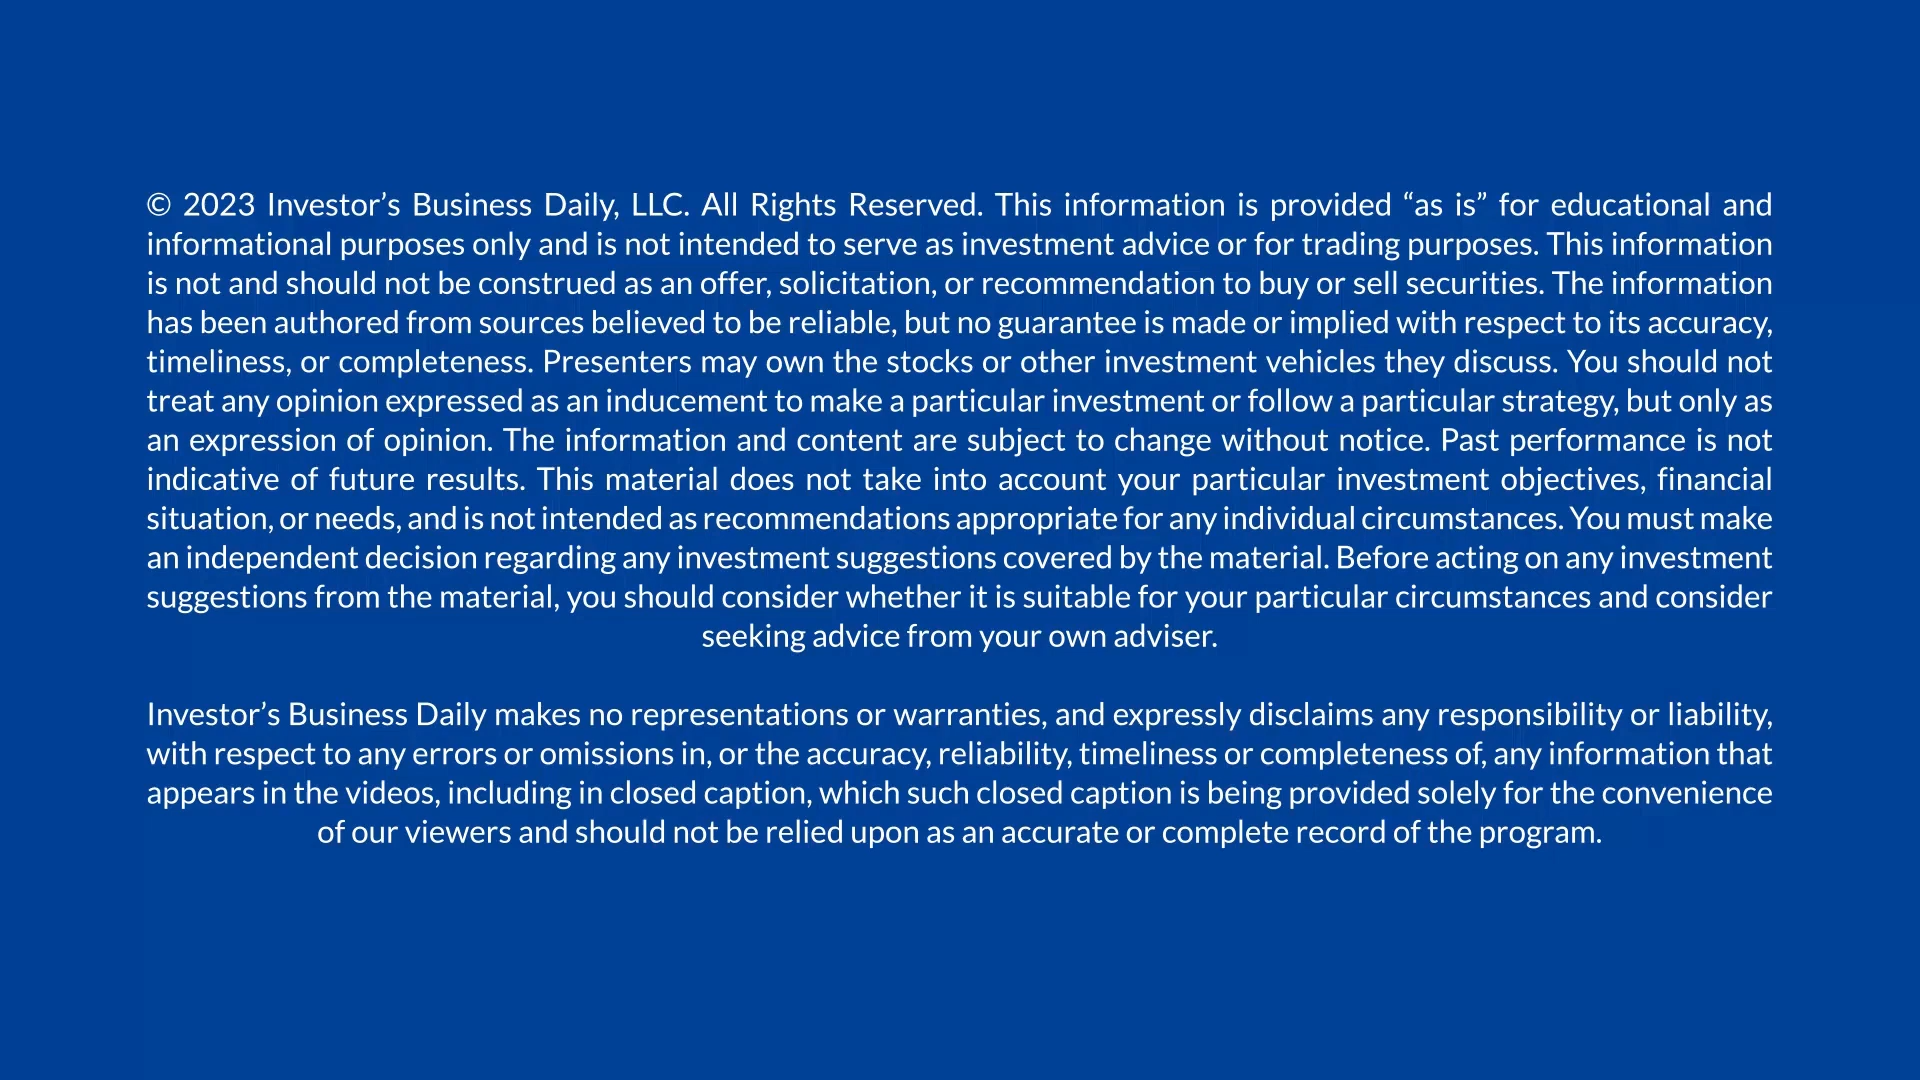 © 2023 Investor’s Business Daily, LLC. All Rights Reserved. This information is provided “as is” for educational and
informational purposes only and is not intended to serve as investment advice or for trading purposes. This information
is not and should not be construed as an offer, solicitation, or recommendation to buy or sell securities. The information
has been authored from sources believed to be reliable, but no guarantee is made or implied with respect to its accuracy,
timeliness, or completeness. Presenters may own the stocks or other investment vehicles they discuss. You should not
treat any opinion expressed as an inducement to make a particular investment or follow a particular strategy, but only as
an expression of opinion. The information and content are subject to change without notice. Past performance is not
indicative of future results. This material does not take into account your particular investment objectives, financial
situation, or needs, and is not intended as recommendations appropriate for any individual circumstances. You must make
an independent decision regarding any investment suggestions covered by the material. Before acting on any investment
suggestions from the material, you should consider whether it is suitable for your particular circumstances and consider
seeking advice from your own adviser.
Investor’s Business Daily makes no representations or warranties, and expressly disclaims any responsibility or liability,
with respect to any errors or omissions in, or the accuracy, reliability, timeliness or completeness of, any information that
appears in the videos, including in closed caption, which such closed caption is being provided solely for the convenience
of our viewers and should not be relied upon as an accurate or complete record of the program.